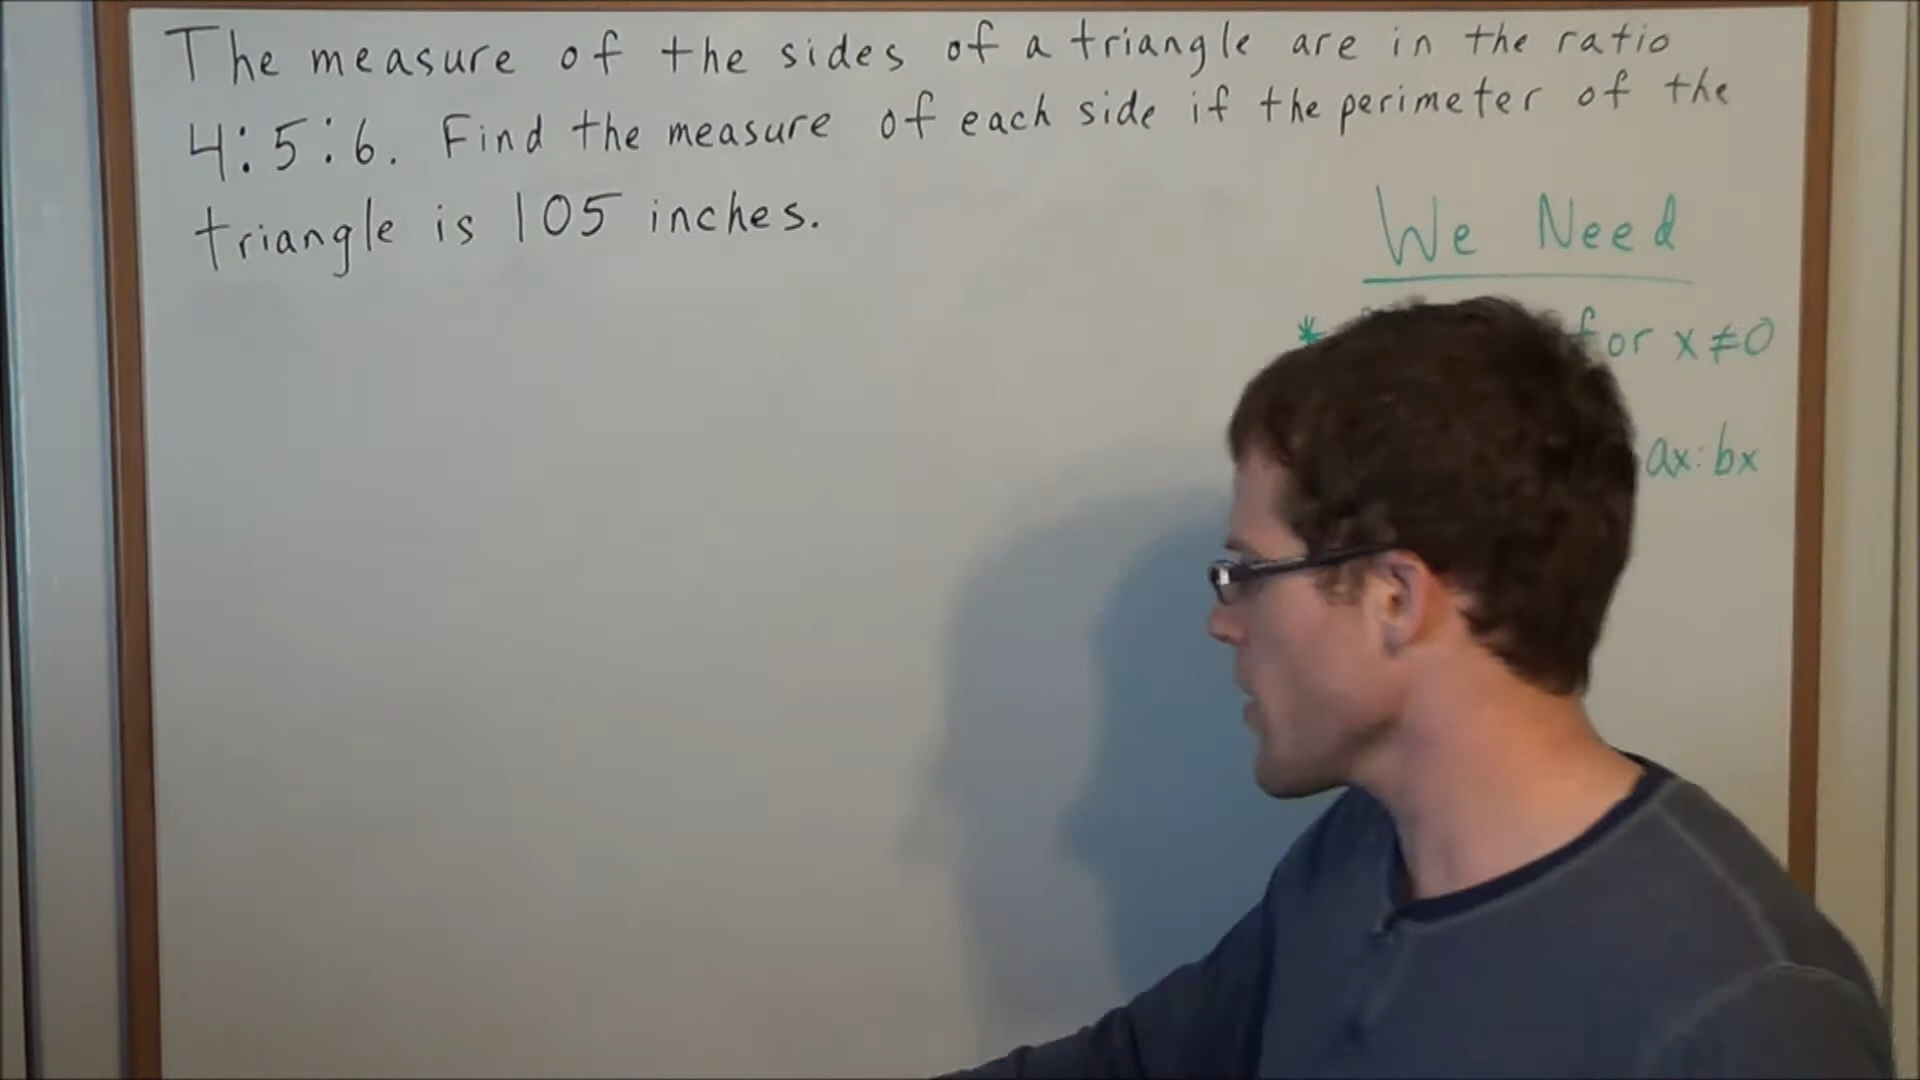 The measure of the sides of a triangle are in the ratio
4:5:6. Find the measure of each side if the perimeter of the
triangle is 105 inches.
We Need
* for x≠0
ax:bx